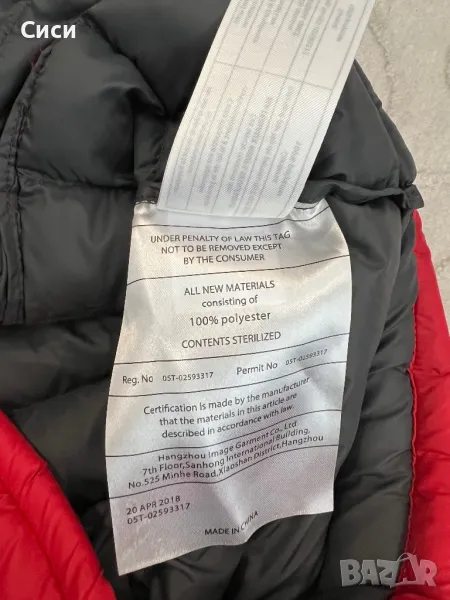 Сиси
UNDER PENALTY OF LAW THIS TAG
NOT TO BE REMOVED EXCEPT
BY THE CONSUMER
ALL NEW MATERIALS
consisting of
100% polyester
CONTENTS STERILIZED
Reg. No 05T-02593317 Permit No 05T-02593317
Certification is made by the manufacturer
that the materials in this article are
described in accordance with law.
Hangzhou Image Garment Co., Ltd
7th Floor,Sanhong International Building,
No.525 Minhe Road,Xiaoshan District,Hangzhou
20 APR 2018
05T-02593317
MADE IN CHINA
BAZAR